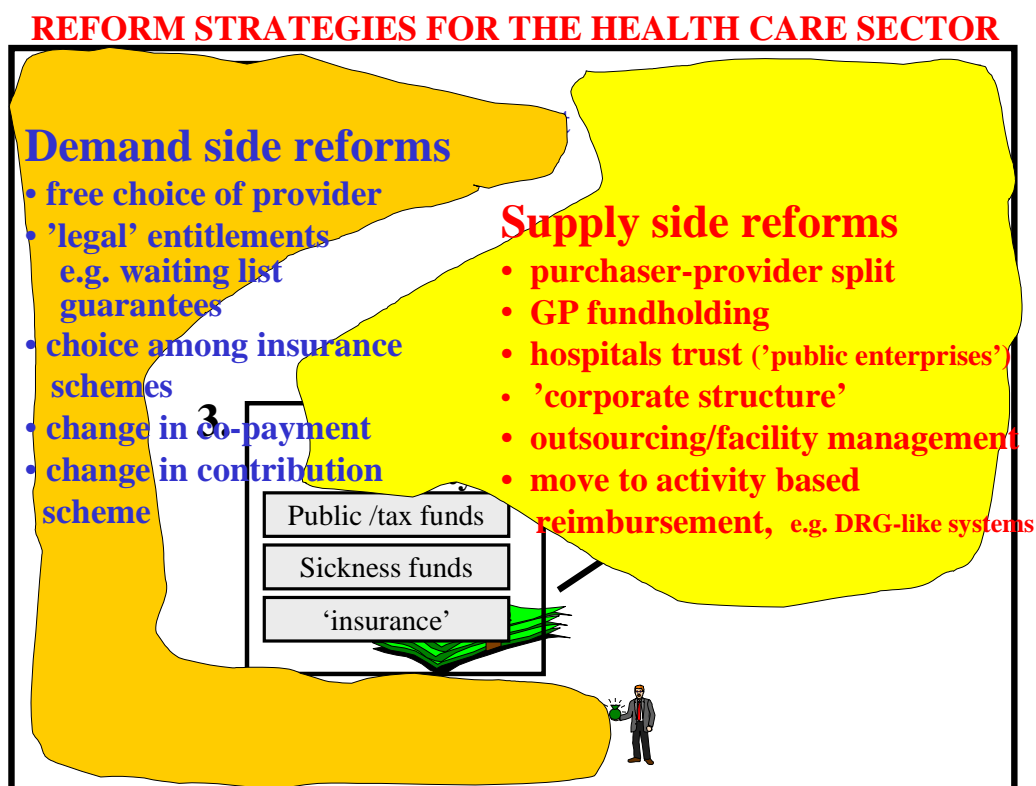 REFORM STRATEGIES FOR THE HEALTH CARE SECTOR
Demand side reforms
• free choice of provider
• ’legal’ entitlements
e.g. waiting list
guarantees
• choice among insurance
schemes
• change in co-payment
• change in contribution
scheme
Supply side reforms
• purchaser-provider split
• GP fundholding
• hospitals trust (’public enterprises’)
• ’corporate structure’
• outsourcing/facility management
• move to activity based
reimbursement, e.g. DRG-like systems
3.
Public /tax funds
Sickness funds
‘insurance’